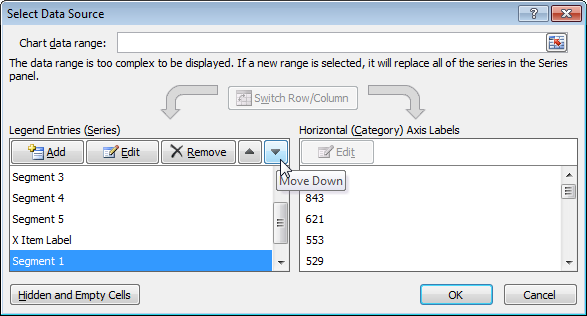 Select Data Source
Chart data range:
The data range is too complex to be displayed. If a new range is selected, it will replace all of the series in the Series
panel.
Switch Row/Column
Legend Entries (Series)
Horizontal (Category) Axis Labels
Add
Edit
Remove
Edit
Move Down
Segment 3
Segment 4
Segment 5
X Item Label
Segment 1
843
621
553
529
Hidden and Empty Cells
OK
Cancel